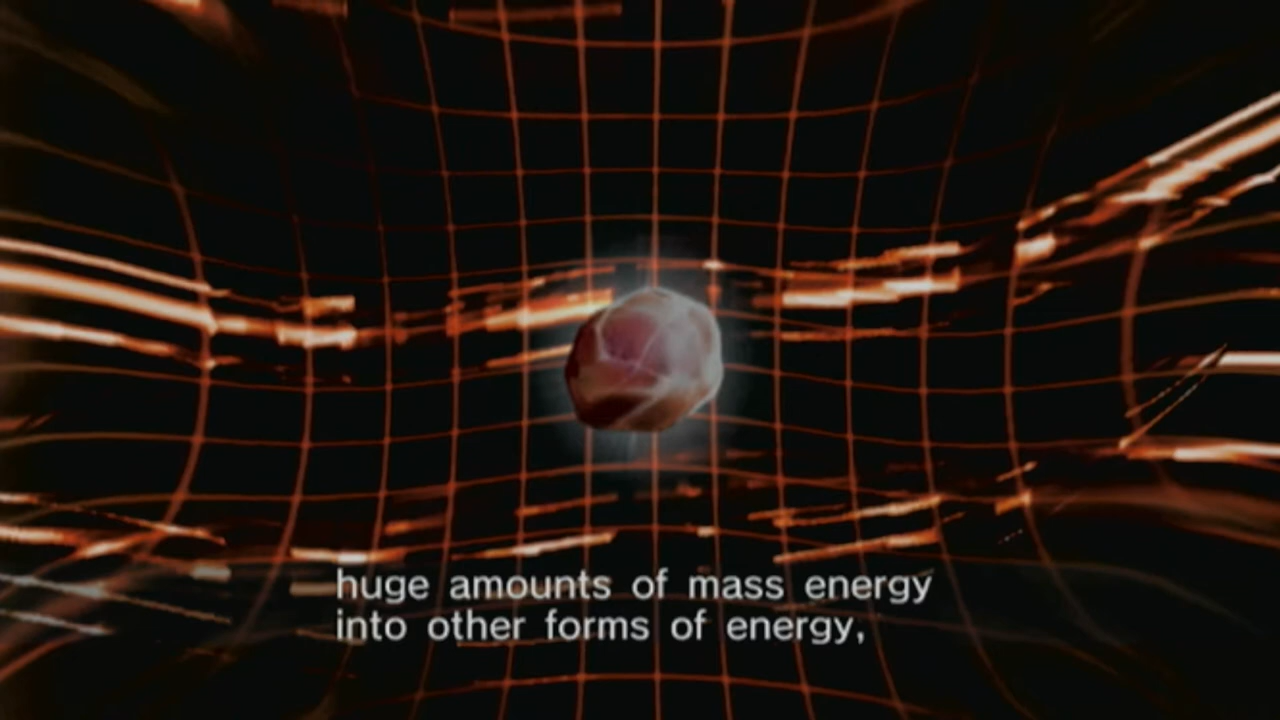 huge amounts of mass energy
into other forms of energy,